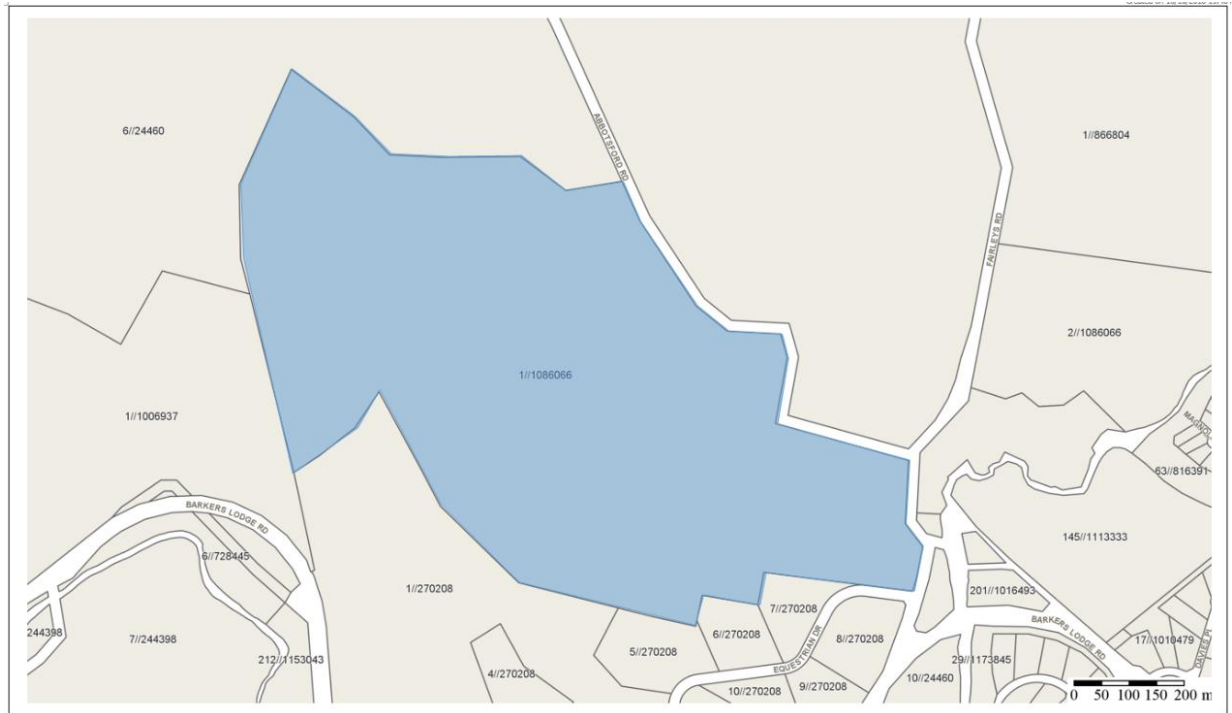 6//24460
1//866804
ABBOTSFORD RD
FAIRLEYS RD
2//1086066
1//1086066
1//1006937
MAGNOL
63//816391
BARKERS LODGE RD
6//728445
145//1113333
1//270208
201//1016493
7//270208
244398
7//244398
212//1153043
5//270208
6//270208
8//270208
EQUESTRIAN DR
BARKERS LODGE RD
17//1010479
DAVIES PL
4//270208
10//270208
9//270208
29//1173845
10//24460
0 50 100 150 200 m